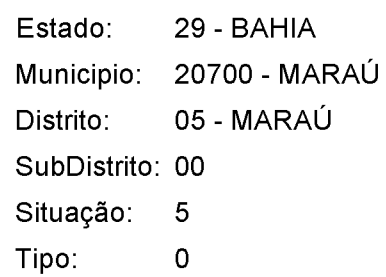 Estado: 29 - BAHIA
Municipio: 20700 - MARAÚ
Distrito: 05 - MARAÚ
SubDistrito: 00
Situação: 5
Tipo: 0